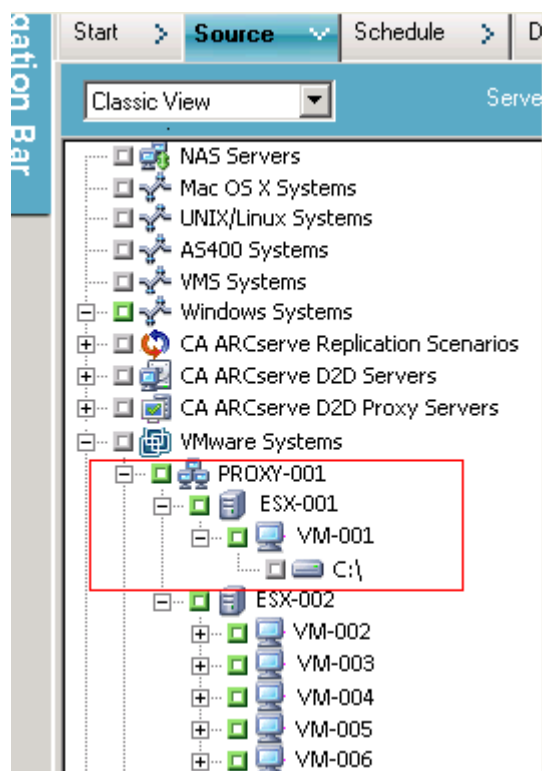 Start > Source Schedule > D
gation Bar
Classic View Serve
NAS Servers
Mac OS X Systems
UNIX/Linux Systems
AS400 Systems
VMS Systems
Windows Systems
CA ARCserve Replication Scenarios
CA ARCserve D2D Servers
CA ARCserve D2D Proxy Servers
VMware Systems
PROXY-001
ESX-001
VM-001
C:\
ESX-002
VM-002
VM-003
VM-004
VM-005
VM-006